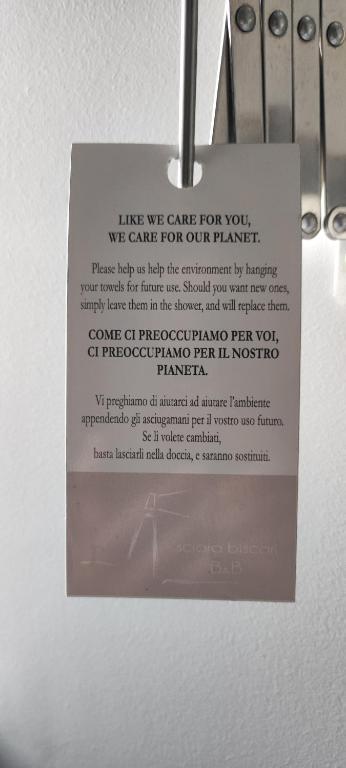 LIKE WE CARE FOR YOU,
WE CARE FOR OUR PLANET.
Please help us help the environment by hanging
your towels for future use. Should you want new ones,
simply leave them in the shower, and will replace them.
COME CI PREOCCUPIAMO PER VOI,
CI PREOCCUPIAMO PER IL NOSTRO
PIANETA.
Vi preghiamo di aiutarci ad aiutare l'ambiente
appendendo gli asciugamani per il vostro uso futuro.
Se li volete cambiati,
basta lasciarli nella doccia, e saranno sostituiti.
sciara biscari
B&B